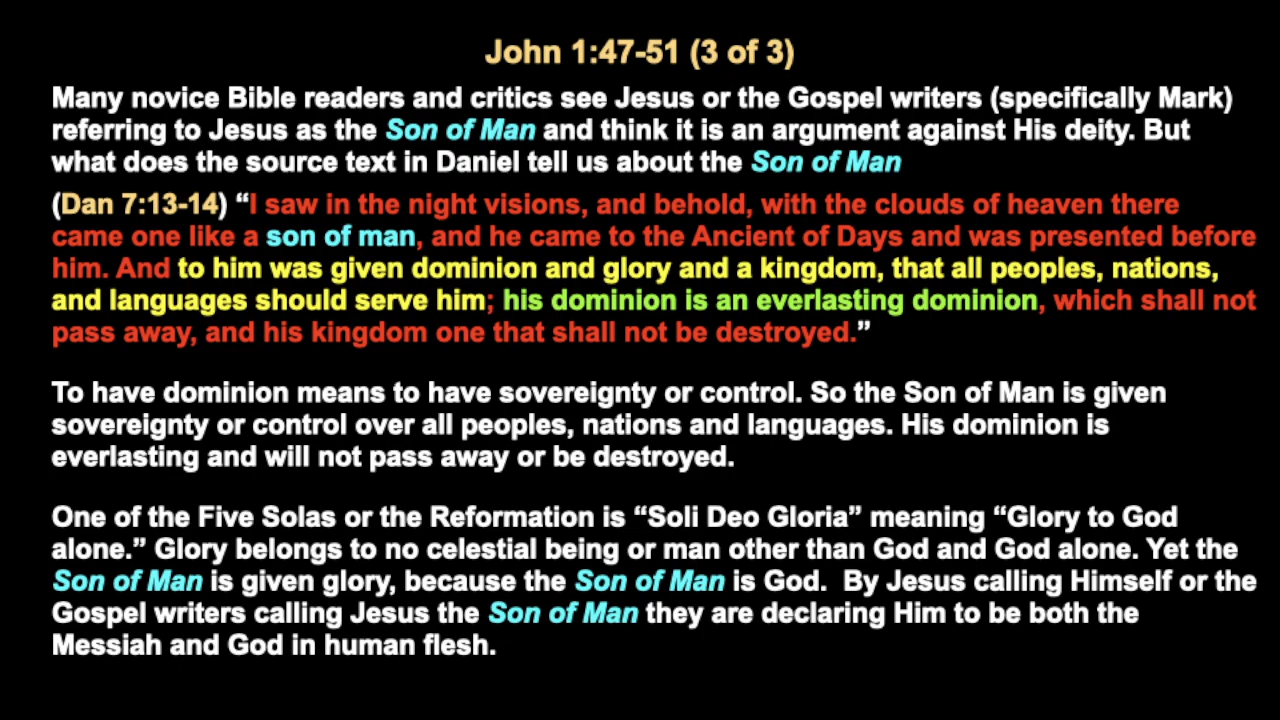 John 1:47-51 (3 of 3)
Many novice Bible readers and critics see Jesus or the Gospel writers (specifically Mark)
referring to Jesus as the Son of Man and think it is an argument against His deity. But
what does the source text in Daniel tell us about the Son of Man
(Dan 7:13-14) “I saw in the night visions, and behold, with the clouds of heaven there
came one like a son of man, and he came to the Ancient of Days and was presented before
him. And to him was given dominion and glory and a kingdom, that all peoples, nations,
and languages should serve him; his dominion is an everlasting dominion, which shall not
pass away, and his kingdom one that shall not be destroyed.”
To have dominion means to have sovereignty or control. So the Son of Man is given
sovereignty or control over all peoples, nations and languages. His dominion is
everlasting and will not pass away or be destroyed.
One of the Five Solas or the Reformation is “Soli Deo Gloria” meaning “Glory to God
alone.” Glory belongs to no celestial being or man other than God and God alone. Yet the
Son of Man is given glory, because the Son of Man is God.  By Jesus calling Himself or the
Gospel writers calling Jesus the Son of Man they are declaring Him to be both the
Messiah and God in human flesh.